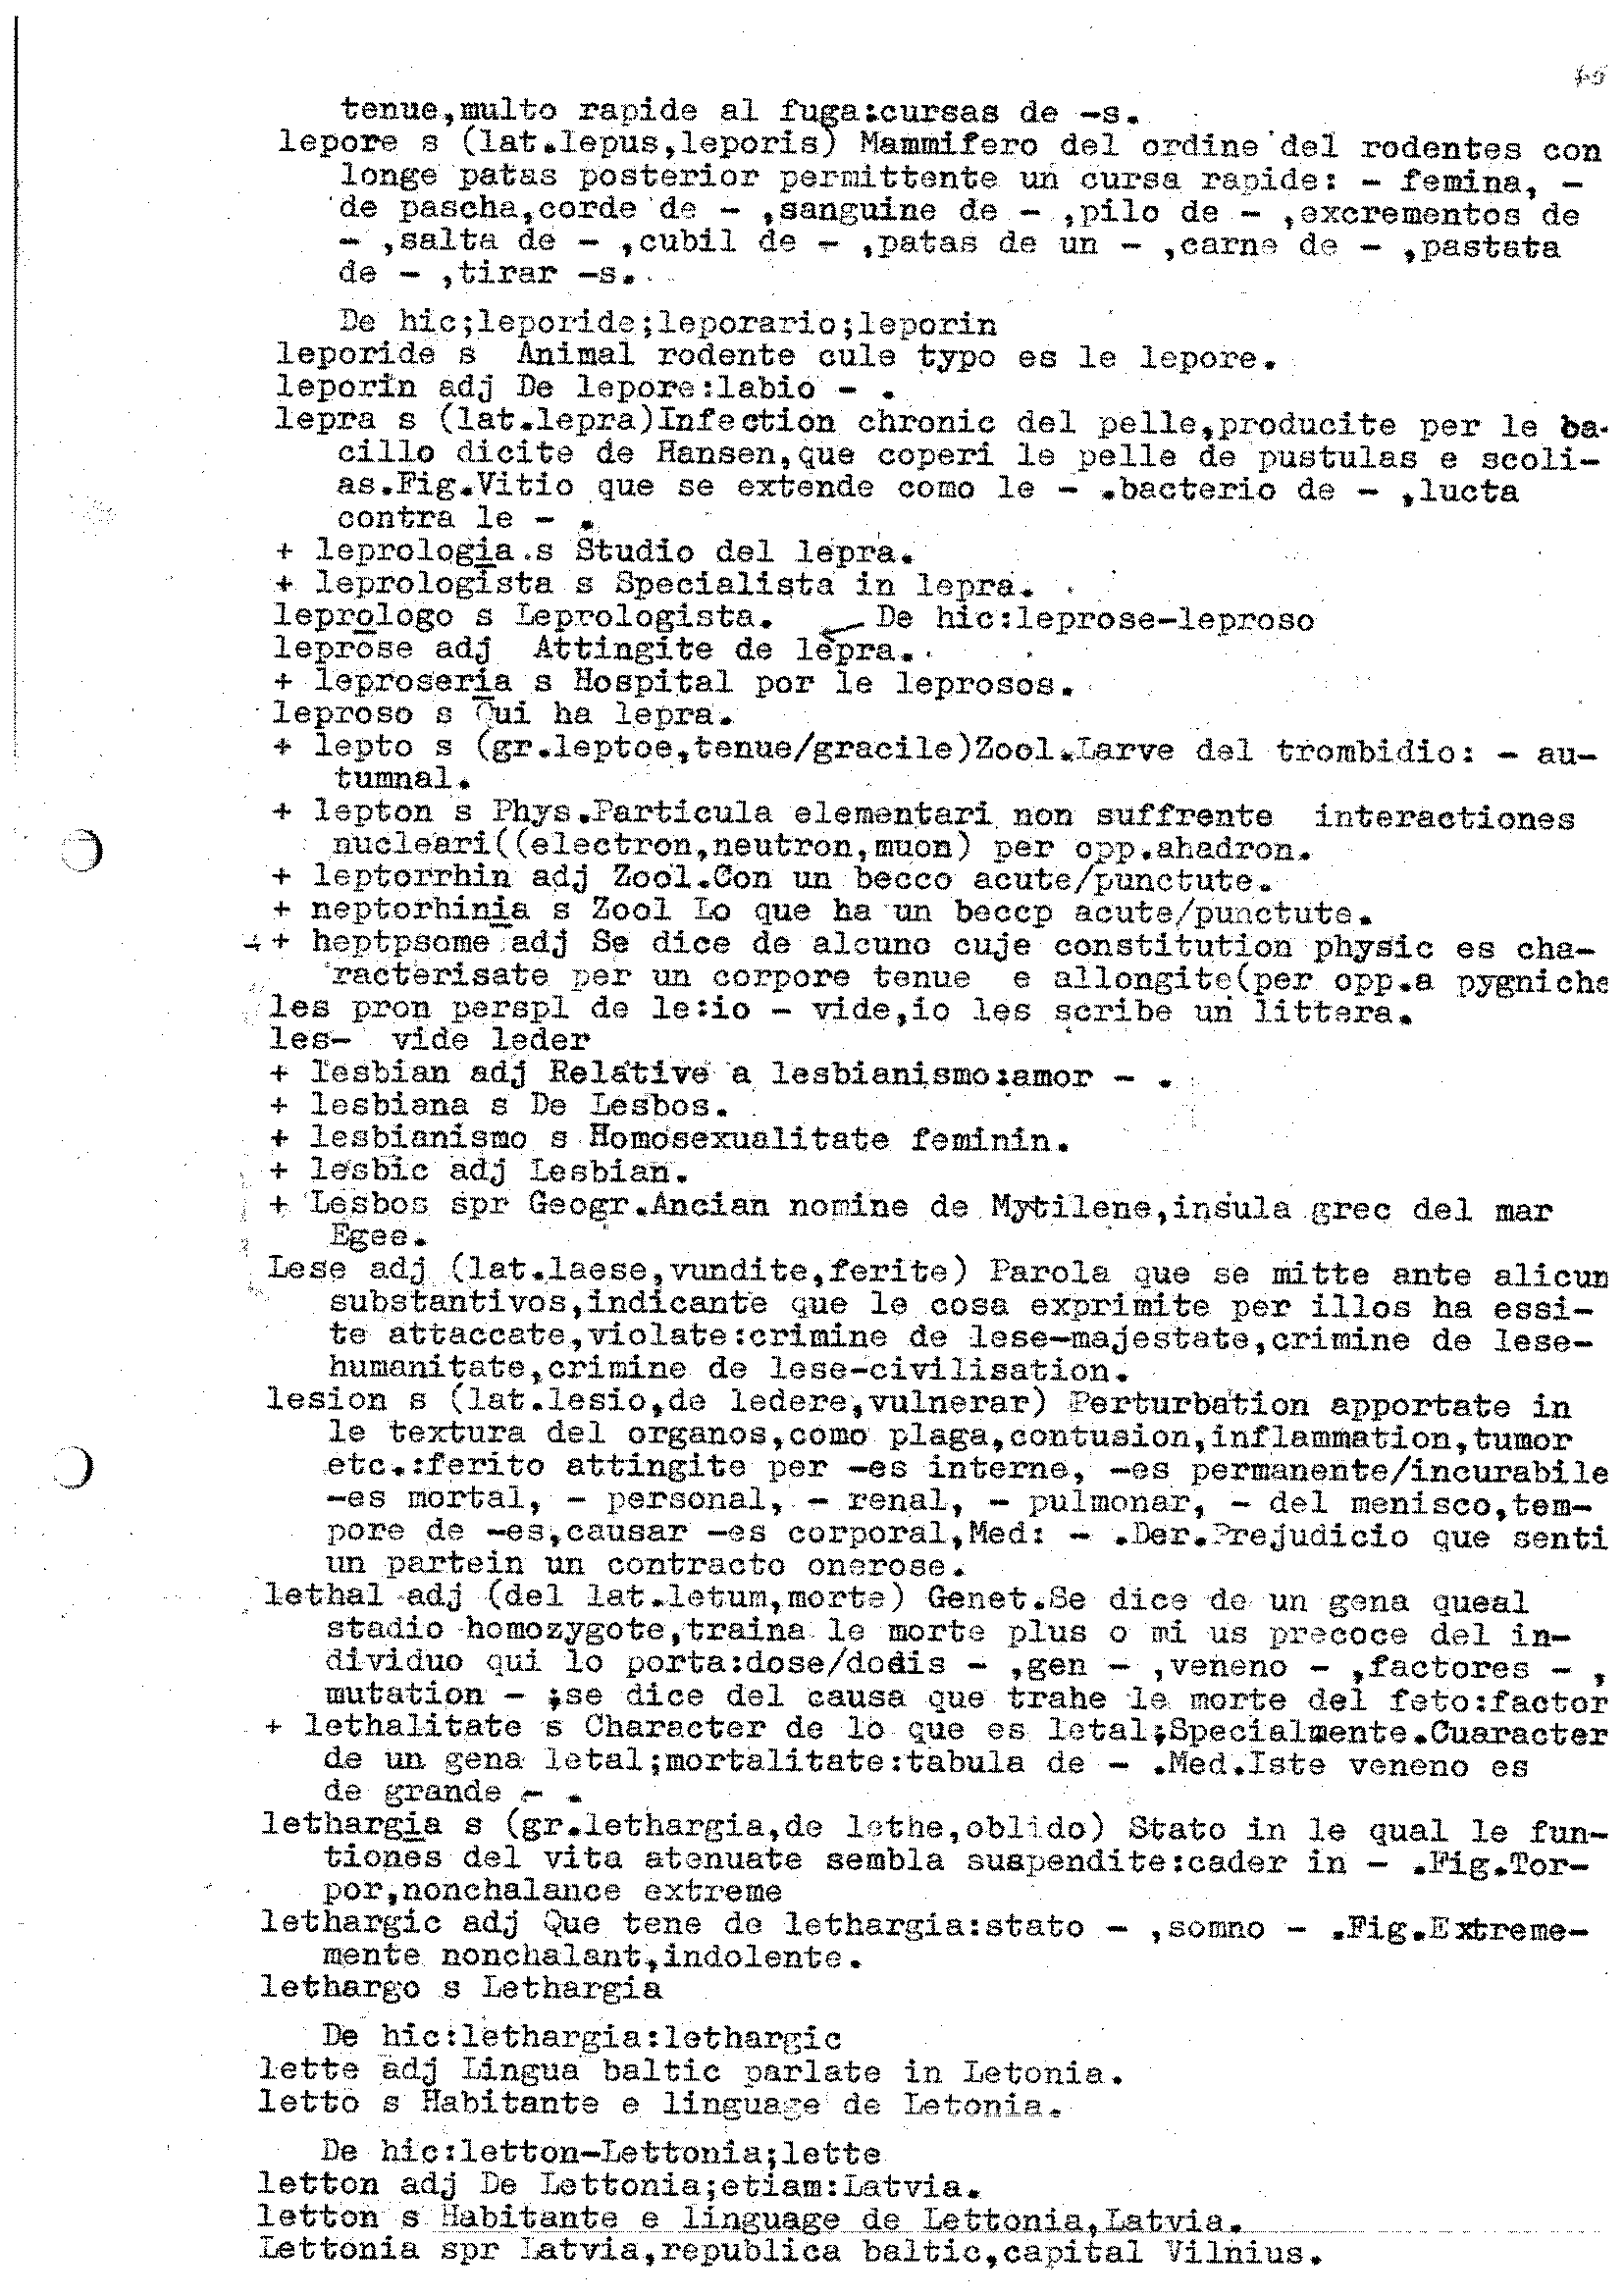 tenue,multo rapide al fuga:cursas de -s.
lepore s (lat.lepus,leporis) Mammifero del ordine del rodentes con
longe patas posterior permittente un cursa rapide: - femina, -
de pascha,corde de - ,sanguine de - ,pilo de - ,excrementos de
- ,salta de - ,cubil de - ,patas de un - ,carne de - ,pastata
de - ,tirar -s.
De hic;leporide;leporario;leporin
leporide s Animal rodente cule typo es le lepore.
leporin adj De lepore:labio - .
lepra s (lat.lepra)Infection chronic del pelle,producite per le ba-
cillo dicite de Hansen,que coperi le pelle de pustulas e scoli-
as.Fig.Vitio que se extende como le - .bacterio de - ,lucta
contra le - .
+ leprologia.s Studio del lepra.
+ leprologista s Specialista in lepra.
leprologo s Leprologista. De hic:leprose-leproso
leprose adj Attingite de lepra.
+ leproseria s Hospital por le leprosos.
leproso s Qui ha lepra.
+ lepto s (gr.leptoe,tenue/gracile)Zool.Larve del trombidio: - au-
tumnal.
+ lepton s Phys.Particula elementari non suffrente interactiones
nucleari((electron,neutron,muon) per opp.ahadron.
+ leptorrhin adj Zool.Con un becco acute/punctute.
+ neptorhinia s Zool Lo que ha un beccp acute/punctute.
+ heptpsome adj Se dice de alcuno cuje constitution physic es cha-
racterisate per un corpore tenue e allongite(per opp.a pygniche
les pron perspl de le:io - vide,io les scribe un littera.
les- vide leder
+ lesbian adj Relative a lesbianismo:amor - .
+ lesbiana s De Lesbos.
+ lesbianismo s Homosexualitate feminin.
+ lesbic adj Lesbian.
+ Lesbos spr Geogr.Ancian nomine de Mytilene,insula grec del mar
Egee.
Lese adj (lat.laese,vundite,ferite) Parola que se mitte ante alicun
substantivos,indicante que le cosa exprimite per illos ha essi-
te attaccate,violate:crimine de lese-majestate,crimine de lese-
humanitate,crimine de lese-civilisation.
lesion s (lat.lesio,de ledere,vulnerar) Perturbation apportate in
le textura del organos,como plaga,contusion,inflammation,tumor
etc.:ferito attingite per -es interne, -es permanente/incurabile
-es mortal, - personal, - renal, - pulmonar, - del menisco,tem-
pore de -es,causar -es corporal,Med: - .Der.Prejudicio que senti
un partein un contracto onerose.
lethal adj (del lat.letum,morte) Genet.Se dice de un gena queal
stadio homozygote,traina le morte plus o mi us precoce del in-
dividuo qui lo porta:dose/dosis - ,gen - ,veneno - ,factores - ,
mutation - ;se dice del causa que trahe le morte del feto:factor
+ lethalitate s Character de lo que es letal;Specialmente.Cuaracter
de un gena letal;mortalitate:tabula de - .Med.Iste veneno es
de grande - .
lethargia s (gr.lethargia,de lethe,oblido) Stato in le qual le fun-
tiones del vita atenuate sembla suspendite:cader in - .Fig.Tor-
por,nonchalance extreme
lethargic adj Que tene de lethargia:stato - ,somno - .Fig.Extreme-
mente nonchalant,indolente.
lethargo s Lethargia
De hic:lethargia:lethargic
lette adj Lingua baltic parlate in Letonia.
letto s Habitante e linguage de Letonia.
De hic:letton-Lettonia;lette
letton adj De Lettonia;etiam:Latvia.
letton s Habitante e linguage de Lettonia,Latvia.
Lettonia spr Latvia,republica baltic,capital Vilnius.